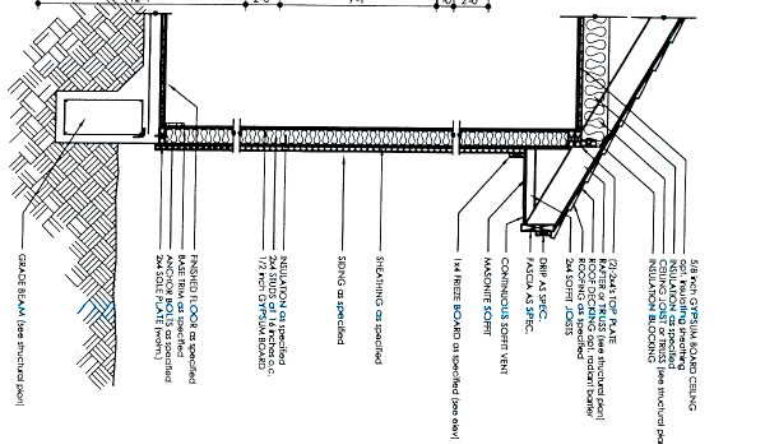 5/8 inch GYPSUM BOARD CEILING
opt. insulating sheathing
INSULATION as specified
CEILING JOIST or TRUSS (see structural plan
INSULATION BLOCKING
(2)-2x4'S TOP PLATE
RAFTER or TRUSS (see structural plan)
ROOF DECKING opt. radiant barrier
ROOFING as specified
2x4 SOFFIT JOISTS
DRIP AS SPEC.
FASCIA AS SPEC.
CONTINUOUS SOFFIT VENT
MASONITE SOFFIT
1x4 FRIEZE BOARD as specified (see elev)
SHEATHING as specified
SIDING as specified
INSULATION as specified
2x4 STUDS at 16 inches o.c.
1/2 inch GYPSUM BOARD
FINISHED FLOOR as specified
BASE TRIM as specified
ANCHOR BOLTS as specified
2x4 SOLE PLATE (wolm.)
GRADE BEAM (see structural plan)